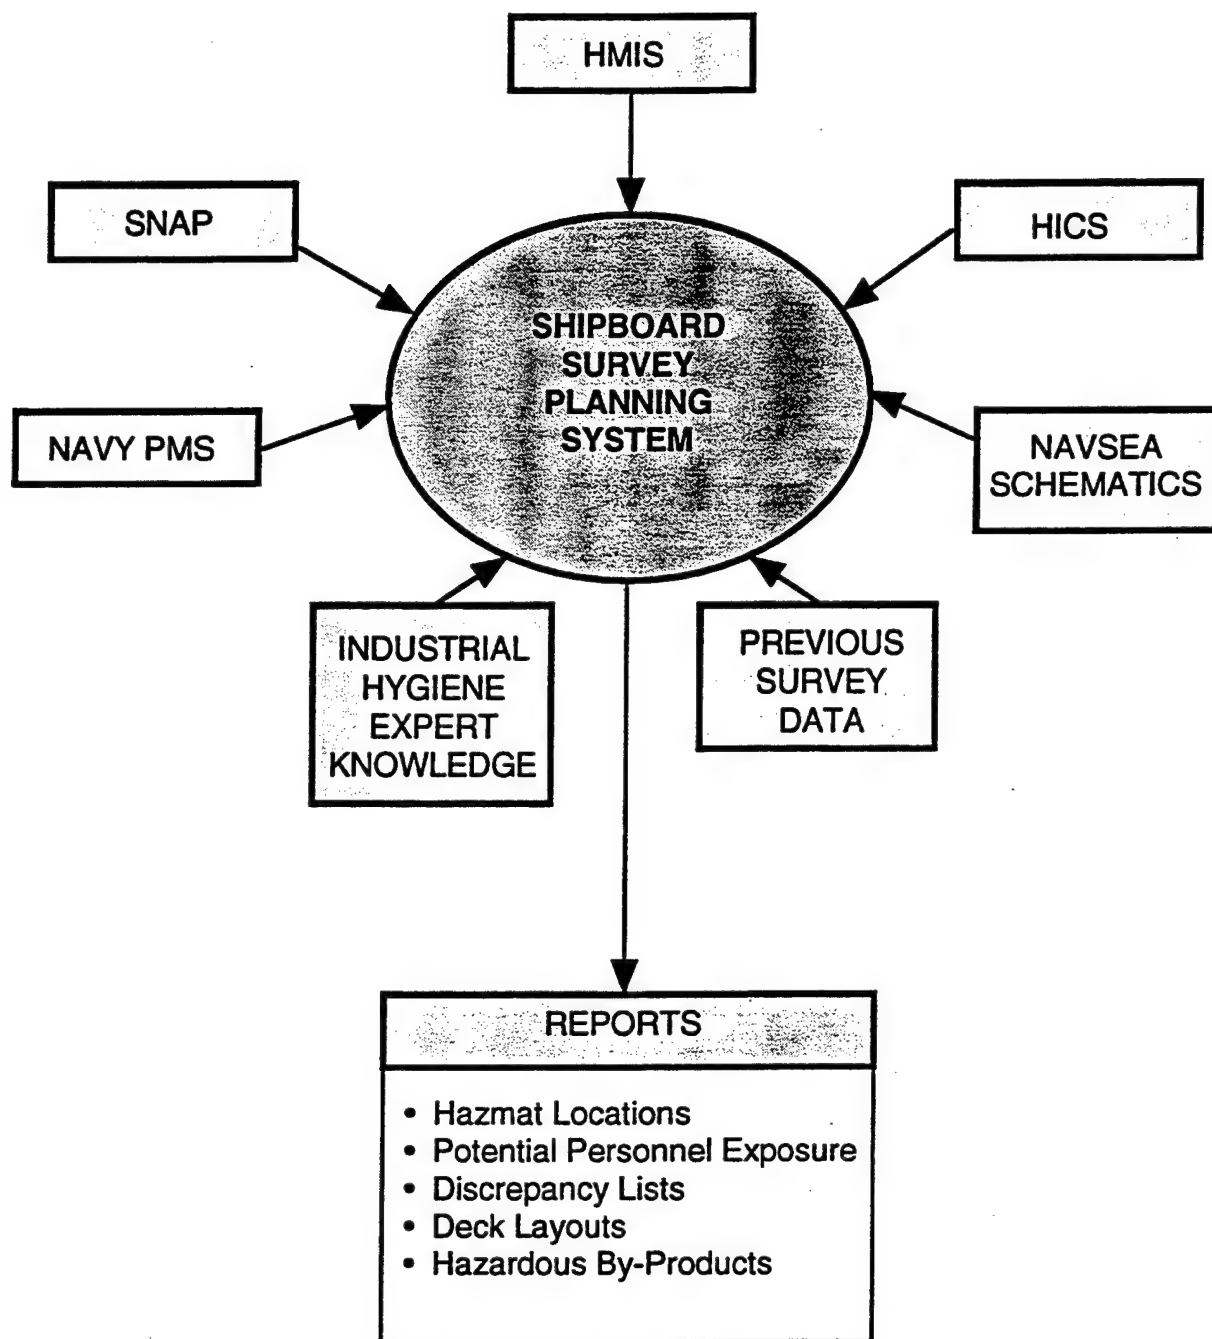 HMIS
SNAP
HICS
SHIPBOARD
SURVEY
PLANNING
SYSTEM
NAVY PMS
NAVSEA
SCHEMATICS
INDUSTRIAL
HYGIENE
EXPERT
KNOWLEDGE
PREVIOUS
SURVEY
DATA
REPORTS
• Hazmat Locations
• Potential Personnel Exposure
• Discrepancy Lists
• Deck Layouts
• Hazardous By-Products